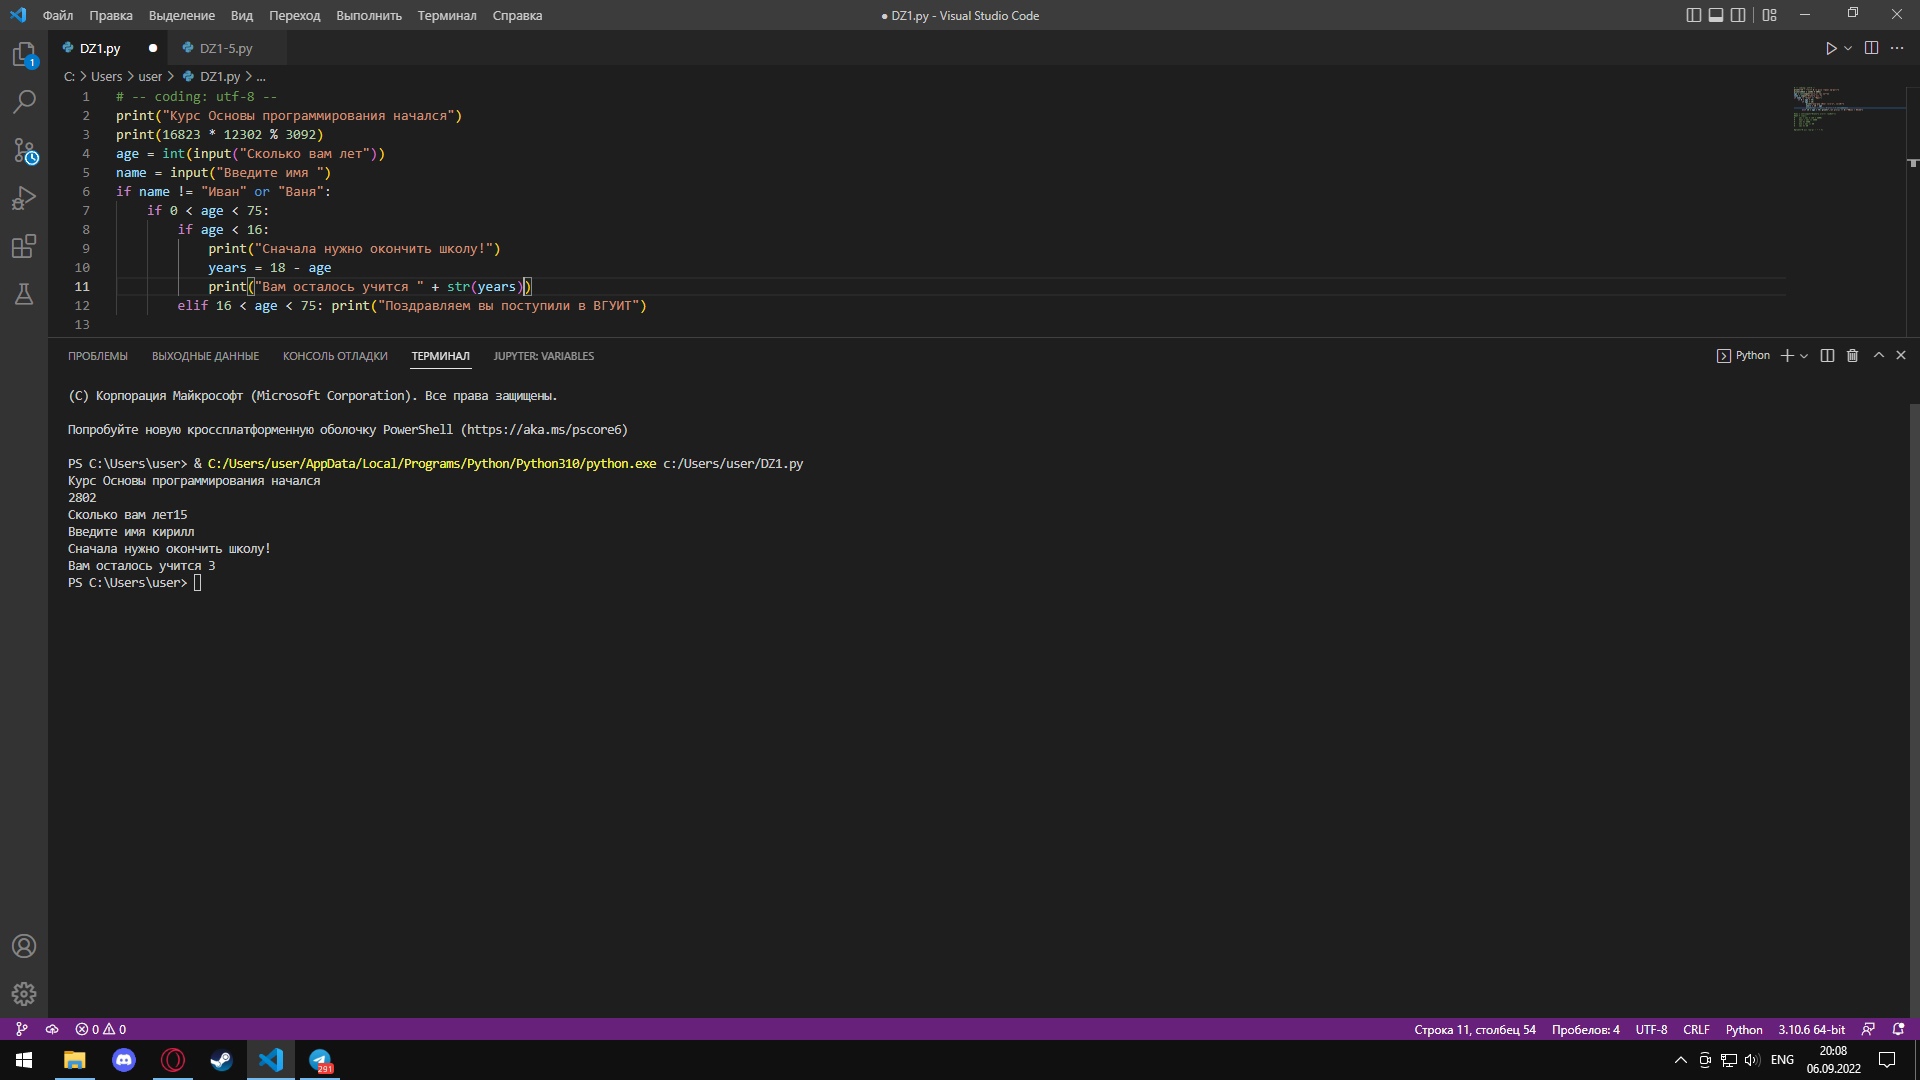 Файл Правка Выделение Вид Переход Выполнить Терминал Справка
● DZ1.py - Visual Studio Code
DZ1.py
DZ1-5.py
1
C: > Users > user > DZ1.py > ...
1 # -- coding: utf-8 --
2 print("Курс Основы программирования начался")
3 print(16823 * 12302 % 3092)
4 age = int(input("Сколько вам лет"))
5 name = input("Введите имя ")
6 if name != "Иван" or "Ваня":
7 if 0 < age < 75:
8 if age < 16:
9 print("Сначала нужно окончить школу!")
10 years = 18 - age
11 print("Вам осталось учится " + str(years))
12 elif 16 < age < 75: print("Поздравляем вы поступили в ВГУИТ")
13
ПРОБЛЕМЫ ВЫХОДНЫЕ ДАННЫЕ КОНСОЛЬ ОТЛАДКИ ТЕРМИНАЛ JUPYTER: VARIABLES
Python
(C) Корпорация Майкрософт (Microsoft Corporation). Все права защищены.
Попробуйте новую кроссплатформенную оболочку PowerShell (https://aka.ms/pscore6)
PS C:\Users\user> & C:/Users/user/AppData/Local/Programs/Python/Python310/python.exe c:/Users/user/DZ1.py
Курс Основы программирования начался
2802
Сколько вам лет15
Введите имя кирилл
Сначала нужно окончить школу!
Вам осталось учится 3
PS C:\Users\user>
0 0
Строка 11, столбец 54 Пробелов: 4 UTF-8 CRLF Python 3.10.6 64-bit
291
ENG
20:08
06.09.2022